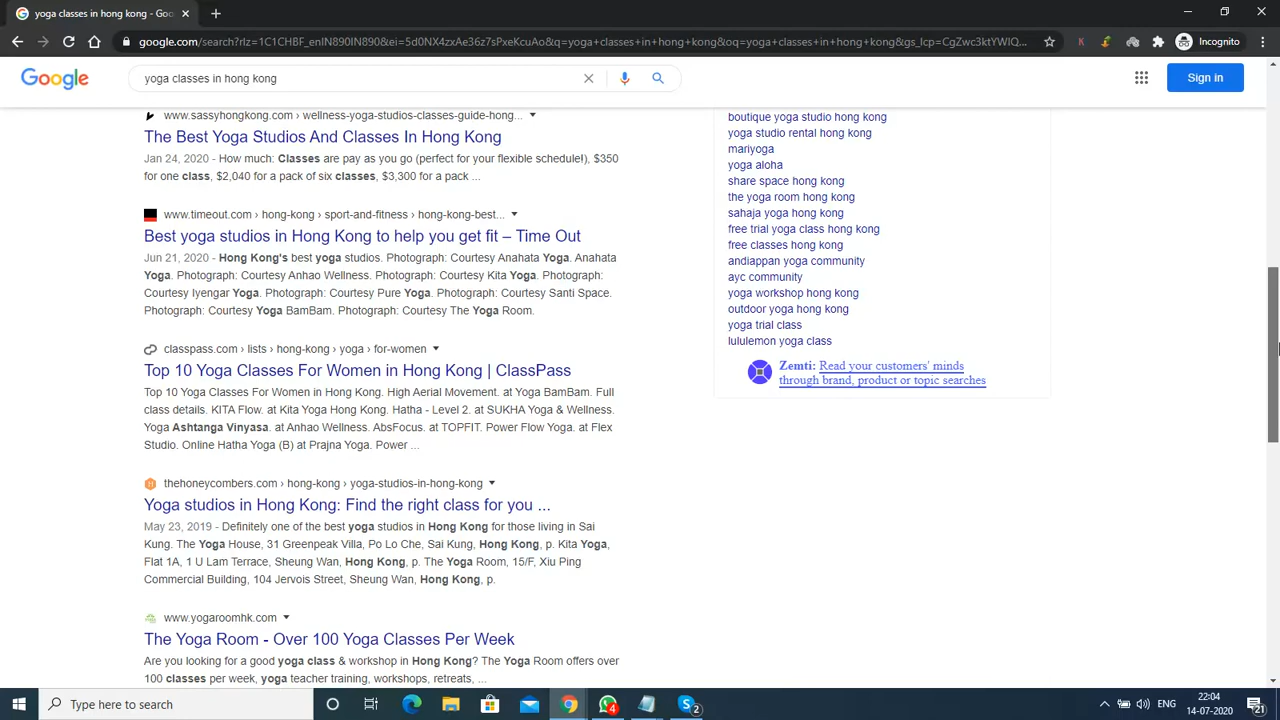 yoga classes in hong kong - Goo
google.com/search?rlz=1C1CHBF_enIN890IN890&ei=5d0NX4zxAe36z7sPxeKcuAo&q=yoga+classes+in+hong+kong&oq=yoga+classes+in+hong+kong&gs_lcp=CgZwc3ktYWIQ...
Incognito
Google
yoga classes in hong kong
Sign in
www.sassyhongkong.com › wellness-yoga-studios-classes-guide-hong...
The Best Yoga Studios And Classes In Hong Kong
Jan 24, 2020 - How much: Classes are pay as you go (perfect for your flexible schedule!), $350
for one class, $2,040 for a pack of six classes, $3,300 for a pack ...
www.timeout.com › hong-kong › sport-and-fitness › hong-kong-best...
Best yoga studios in Hong Kong to help you get fit – Time Out
Jun 21, 2020 - Hong Kong's best yoga studios. Photograph: Courtesy Anahata Yoga. Anahata
Yoga. Photograph: Courtesy Anhao Wellness. Photograph: Courtesy Kita Yoga. Photograph:
Courtesy Iyengar Yoga. Photograph: Courtesy Pure Yoga. Photograph: Courtesy Santi Space.
Photograph: Courtesy Yoga BamBam. Photograph: Courtesy The Yoga Room.
classpass.com › lists › hong-kong › yoga › for-women
Top 10 Yoga Classes For Women in Hong Kong | ClassPass
Top 10 Yoga Classes For Women in Hong Kong. High Aerial Movement. at Yoga BamBam. Full
class details. KITA Flow. at Kita Yoga Hong Kong. Hatha - Level 2. at SUKHA Yoga & Wellness.
Yoga Ashtanga Vinyasa. at Anhao Wellness. AbsFocus. at TOPFIT. Power Flow Yoga. at Flex
Studio. Online Hatha Yoga (B) at Prajna Yoga. Power ...
thehoneycombers.com › hong-kong › yoga-studios-in-hong-kong
Yoga studios in Hong Kong: Find the right class for you ...
May 23, 2019 - Definitely one of the best yoga studios in Hong Kong for those living in Sai
Kung. The Yoga House, 31 Greenpeak Villa, Po Lo Che, Sai Kung, Hong Kong, p. Kita Yoga,
Flat 1A, 1 U Lam Terrace, Sheung Wan, Hong Kong, p. The Yoga Room, 15/F, Xiu Ping
Commercial Building, 104 Jervois Street, Sheung Wan, Hong Kong, p.
www.yogaroomhk.com
The Yoga Room - Over 100 Yoga Classes Per Week
Are you looking for a good yoga class & workshop in Hong Kong? The Yoga Room offers over
100 classes per week, yoga teacher training, workshops, retreats, ...
boutique yoga studio hong kong
yoga studio rental hong kong
mariyoga
yoga aloha
share space hong kong
the yoga room hong kong
sahaja yoga hong kong
free trial yoga class hong kong
free classes hong kong
andiappan yoga community
ayc community
yoga workshop hong kong
outdoor yoga hong kong
yoga trial class
lululemon yoga class
Zemti: Read your customers' minds
through brand, product or topic searches
Type here to search
4
2
ENG
22:04
14-07-2020
21